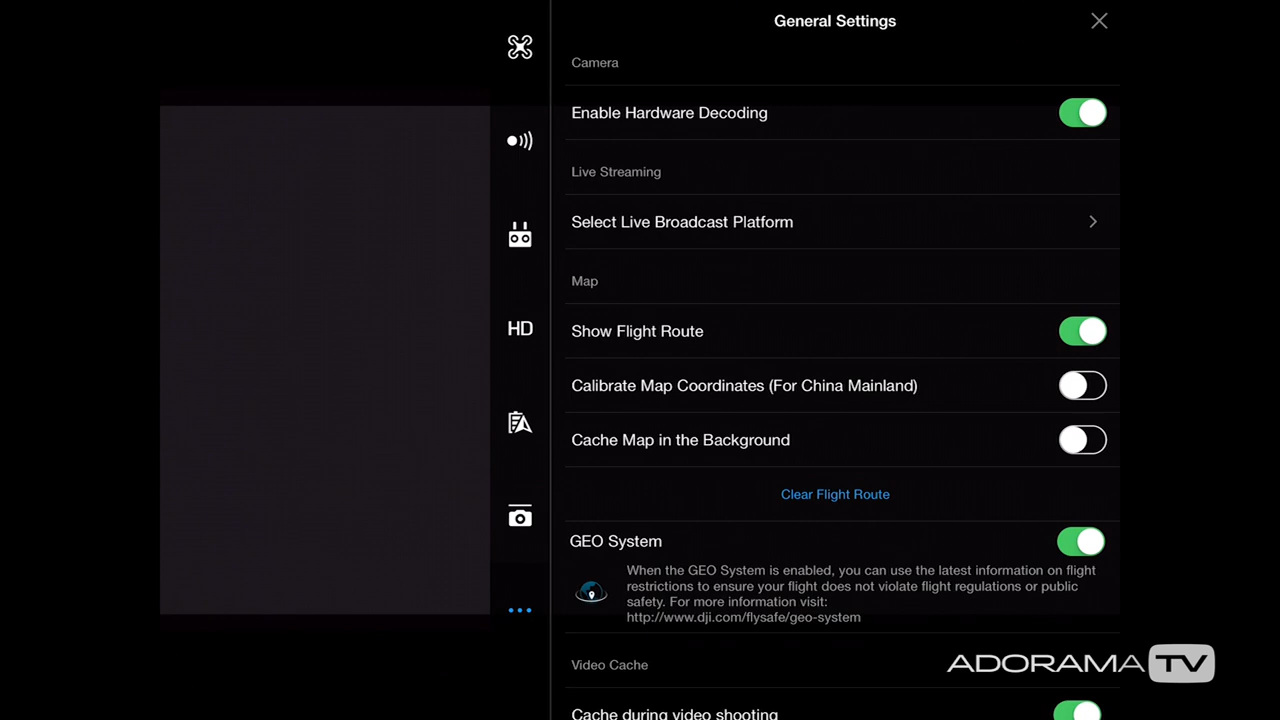 General Settings
Camera
Enable Hardware Decoding
Live Streaming
Select Live Broadcast Platform
HD
Map
Show Flight Route
Calibrate Map Coordinates (For China Mainland)
Cache Map in the Background
Clear Flight Route
GEO System
When the GEO System is enabled, you can use the latest information on flight
restrictions to ensure your flight does not violate flight regulations or public
safety. For more information visit:
http://www.dji.com/flysafe/geo-system
Video Cache
Cache during video shooting
ADORAMA TV